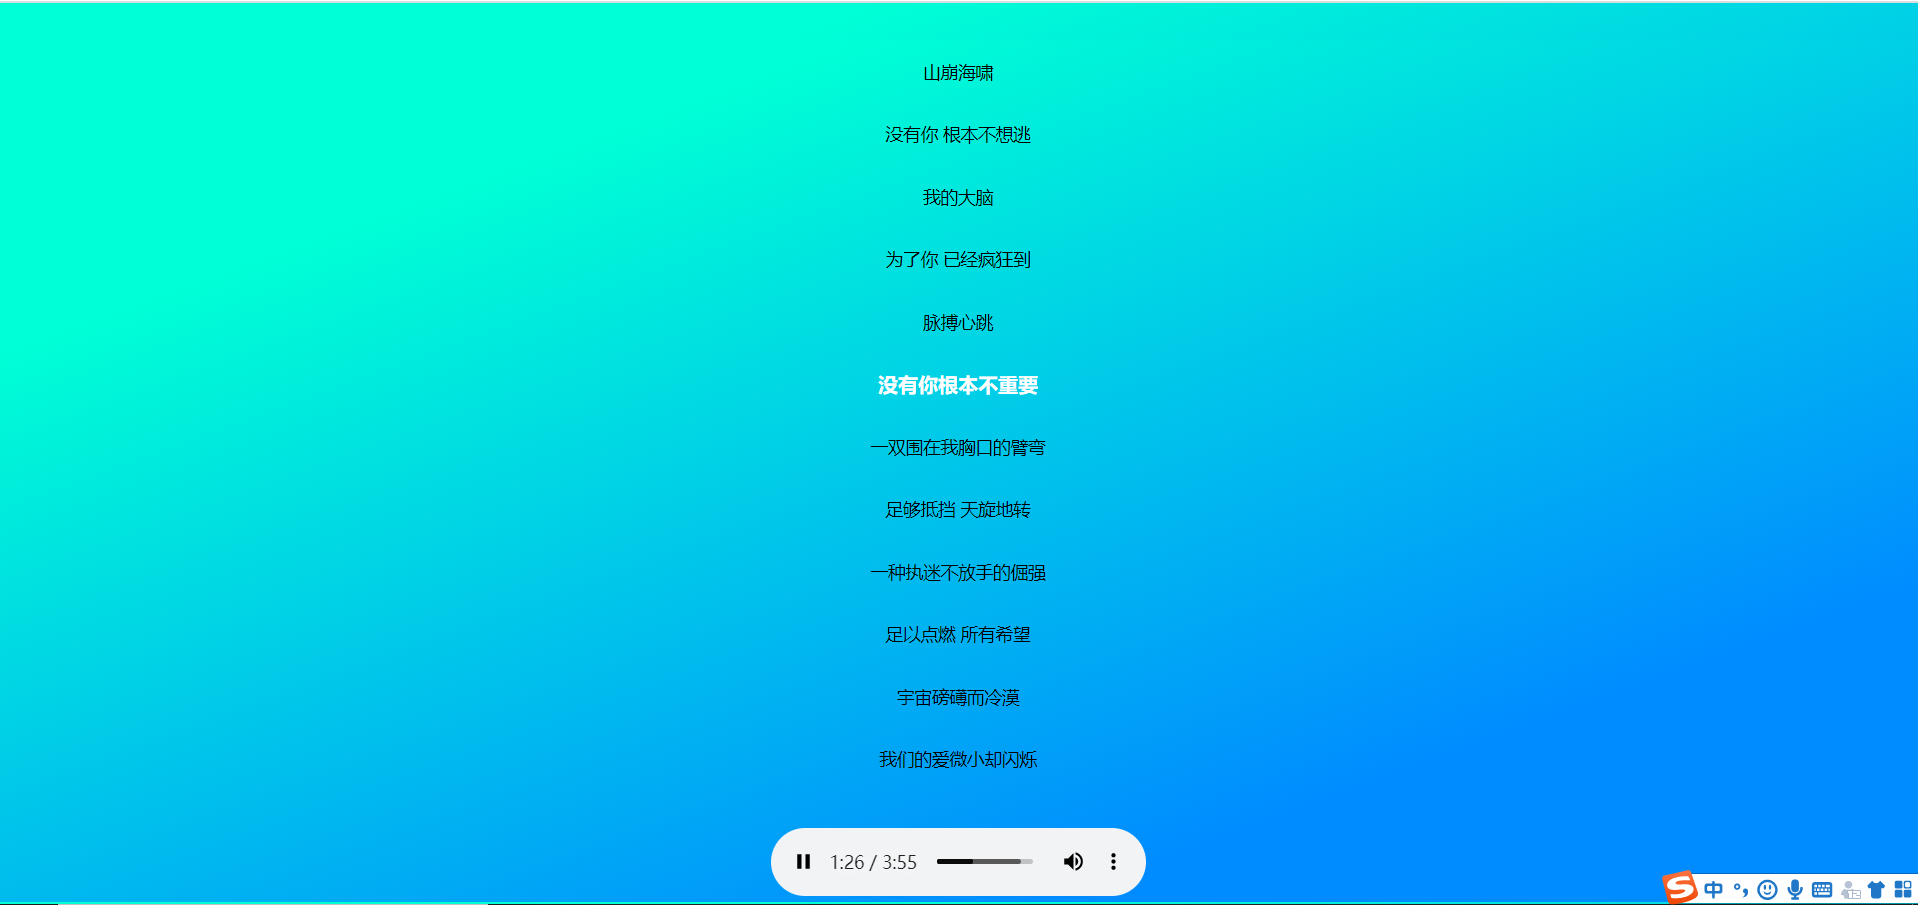 山崩海啸
没有你 根本不想逃
我的大脑
为了你 已经疯狂到
脉搏心跳
没有你根本不重要
一双围在我胸口的臂弯
足够抵挡 天旋地转
一种执迷不放手的倔强
足以点燃 所有希望
宇宙磅礴而冷漠
我们的爱微小却闪烁
1:26 / 3:55
S 中 °,